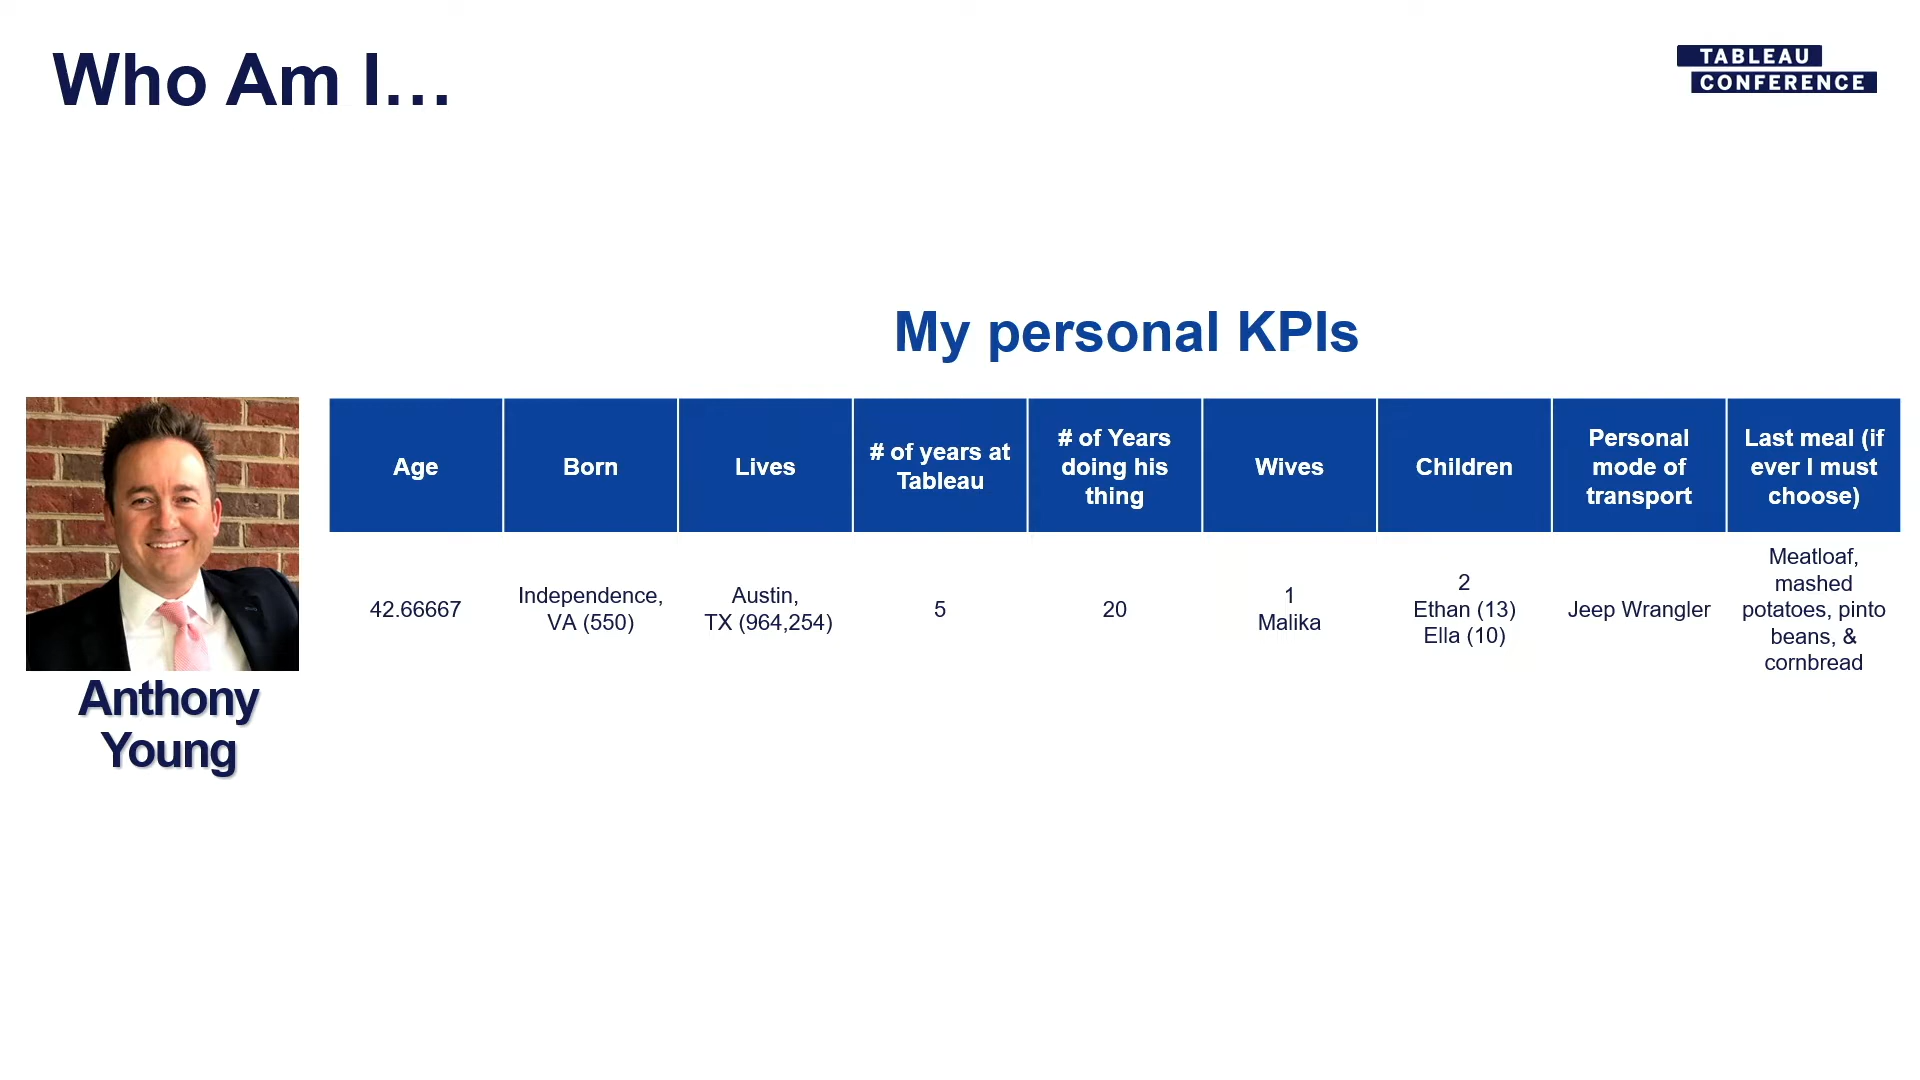 Who Am I…
TABLEAU
CONFERENCE
My personal KPIs
Age
Born
Lives
# of years at
Tableau
# of Years
doing his
thing
Wives
Children
Personal
mode of
transport
Last meal (if
ever I must
choose)
42.66667
Independence,
VA (550)
Austin,
TX (964,254)
5
20
1
Malika
2
Ethan (13)
Ella (10)
Jeep Wrangler
Meatloaf,
mashed
potatoes, pinto
beans, &
cornbread
Anthony
Young